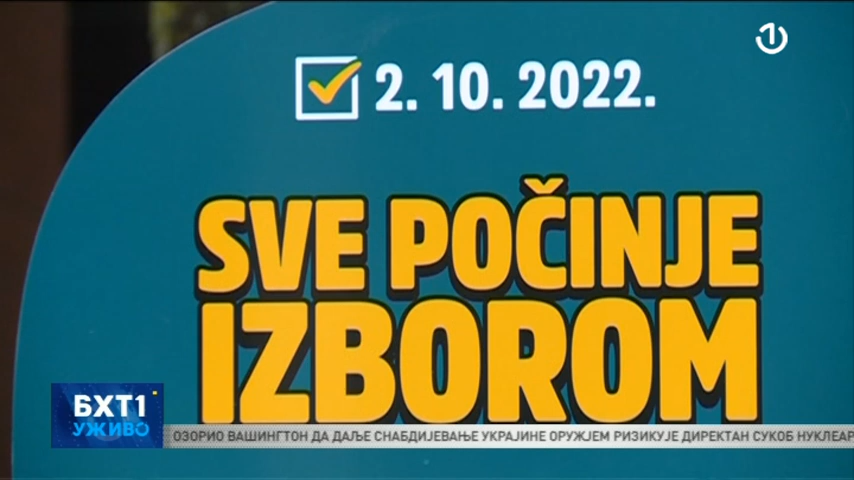 2. 10. 2022.
SVE POČINJE
IZBOROM
БХТ1
УЖИВО
ОЗОРИО ВАШИНГТОН ДА ДАЉЕ СНАБДИЈЕВАЊЕ УКРАЈИНЕ ОРУЖЈЕМ РИЗИКУЈЕ ДИРЕКТАН СУКОБ НУКЛЕАР